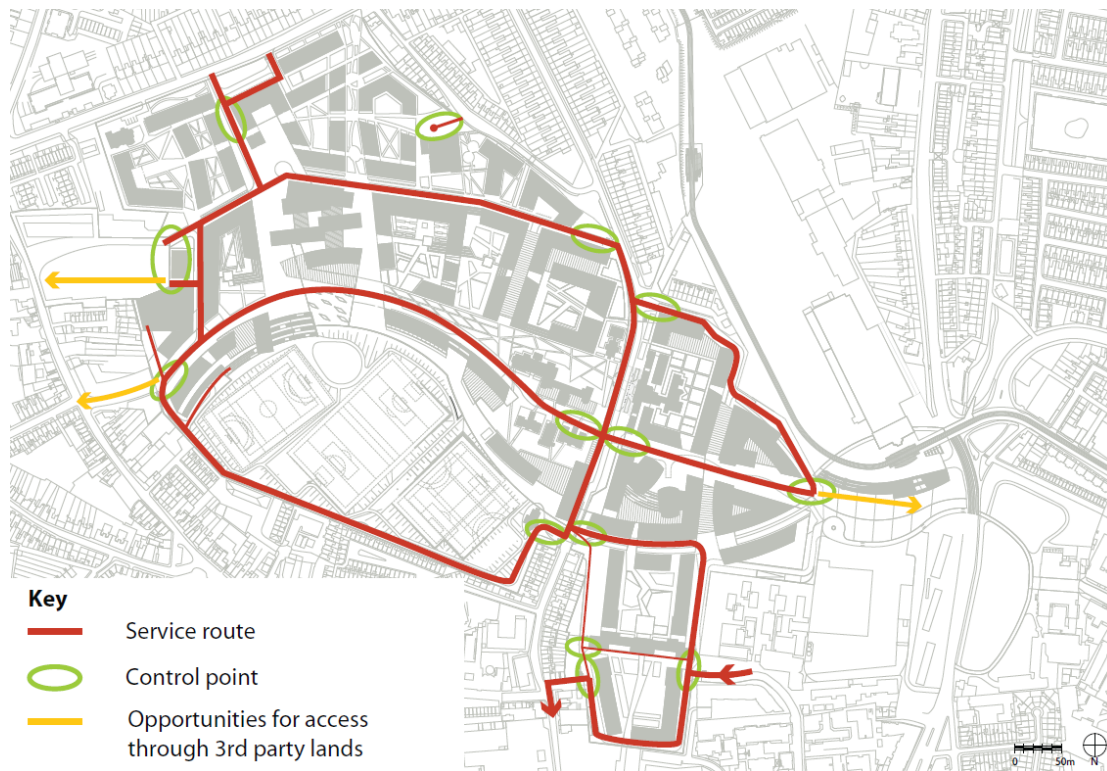 Key
Service route
Control point
Opportunities for access
through 3rd party lands
0 50m N